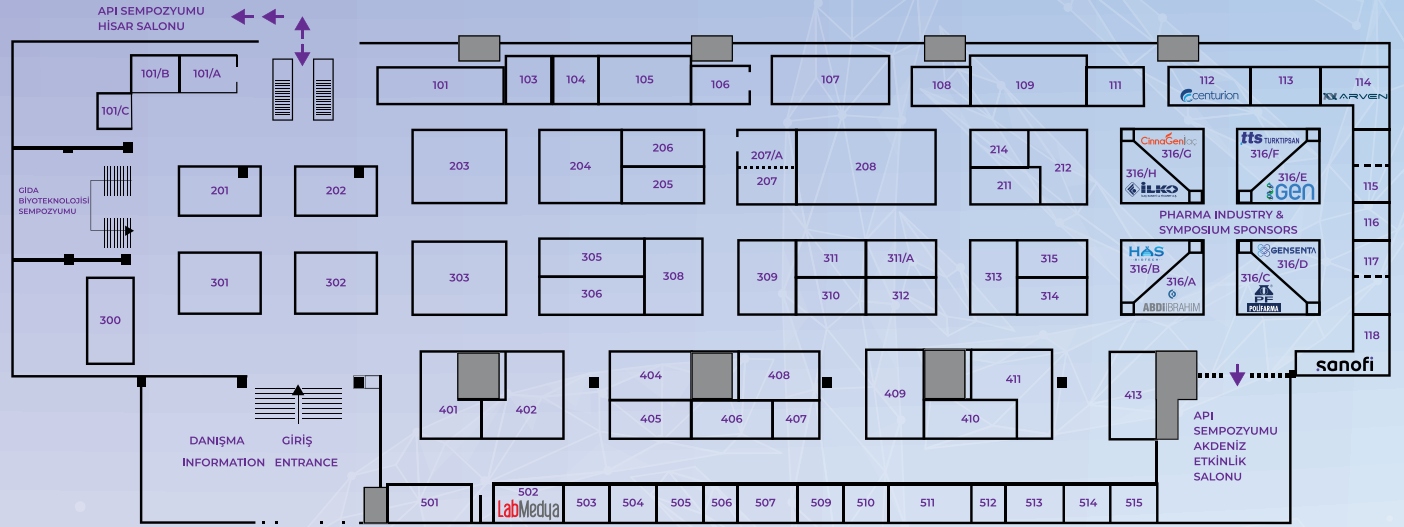 API SEMPOZYUMU
HİSAR SALONU
101/B
101/A
101/C
101
103
104
105
106
107
108
109
111
112
centurion
113
114
ARVEN
203
204
206
205
207/A
207
208
214
211
212
CinnaGen İlaç
316/G
316/H
İLKO
tts TURKTIPSAN
316/F
316/E
GEN
115
116
117
118
sanofi
GIDA
BİYOTEKNOLOJİSİ
SEMPOZYUMU
201
202
PHARMA INDUSTRY &
SYMPOSIUM SPONSORS
301
302
303
305
306
308
309
311
311/A
310
312
313
315
314
HAS
BIOTECH
316/B
316/A
ABDİ İBRAHİM
GENSENTA
316/D
316/C
PF
POLİFARMA
300
401
402
404
408
405
406
407
409
411
410
413
DANIŞMA
INFORMATION
GİRİŞ
ENTRANCE
API
SEMPOZYUMU
AKDENİZ
ETKİNLİK
SALONU
501
502
LabMedya
503
504
505
506
507
509
510
511
512
513
514
515